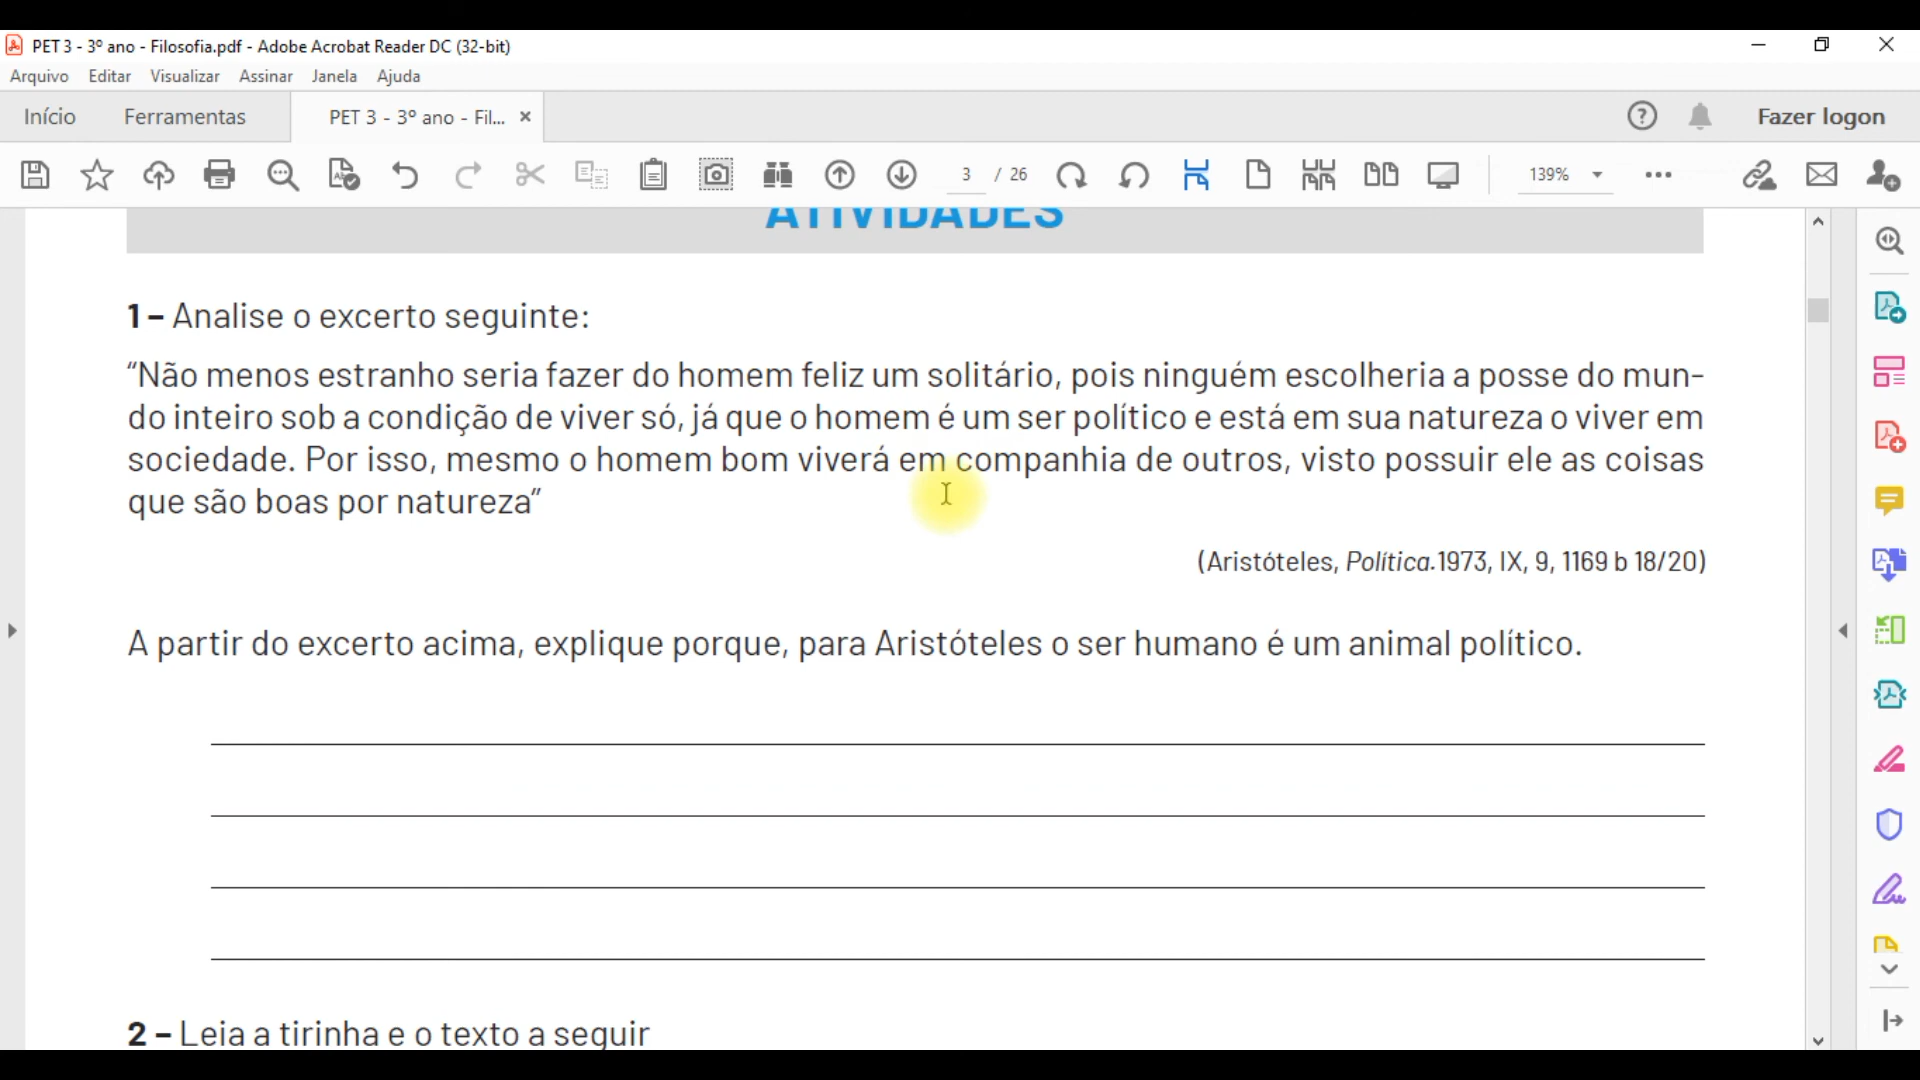 PET 3 - 3º ano - Filosofia.pdf - Adobe Acrobat Reader DC (32-bit)
Arquivo Editar Visualizar Assinar Janela Ajuda
Início Ferramentas PET 3 - 3º ano - Fil... Fazer logon
3 / 26 139%
ATIVIDADES
1 – Analise o excerto seguinte:
“Não menos estranho seria fazer do homem feliz um solitário, pois ninguém escolheria a posse do mun-
do inteiro sob a condição de viver só, já que o homem é um ser político e está em sua natureza o viver em
sociedade. Por isso, mesmo o homem bom viverá em companhia de outros, visto possuir ele as coisas
que são boas por natureza”
(Aristóteles, Política.1973, IX, 9, 1169 b 18/20)
A partir do excerto acima, explique porque, para Aristóteles o ser humano é um animal político.
2 – Leia a tirinha e o texto a seguir